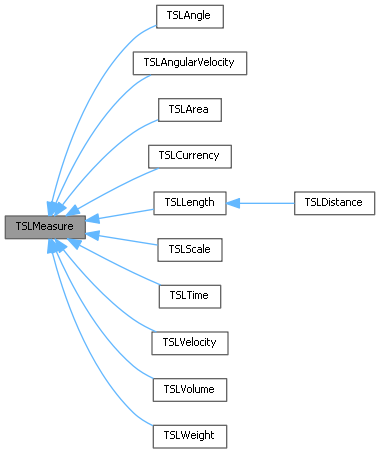 TSLAngle
TSLAngularVelocity
TSLArea
TSLCurrency
TSLLength
TSLDistance
TSLMeasure
TSLScale
TSLTime
TSLVelocity
TSLVolume
TSLWeight